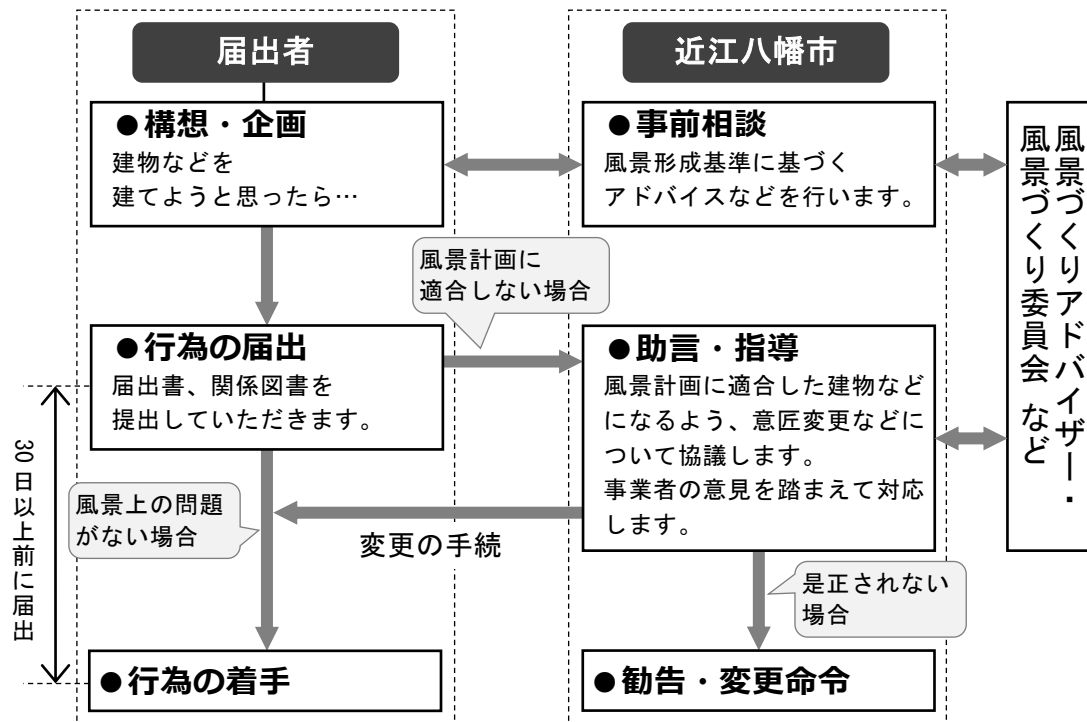 届出者
近江八幡市
●構想・企画
建物などを
建てようと思ったら…
●事前相談
風景形成基準に基づく
アドバイスなどを行います。
風景づくりアドバイザー・
風景づくり委員会 など
風景計画に
適合しない場合
●行為の届出
届出書、関係図書を
提出していただきます。
●助言・指導
風景計画に適合した建物など
になるよう、意匠変更などに
ついて協議します。
事業者の意見を踏まえて対応
します。
30日以上前に届出
風景上の問題
がない場合
変更の手続
是正されない
場合
●行為の着手
●勧告・変更命令